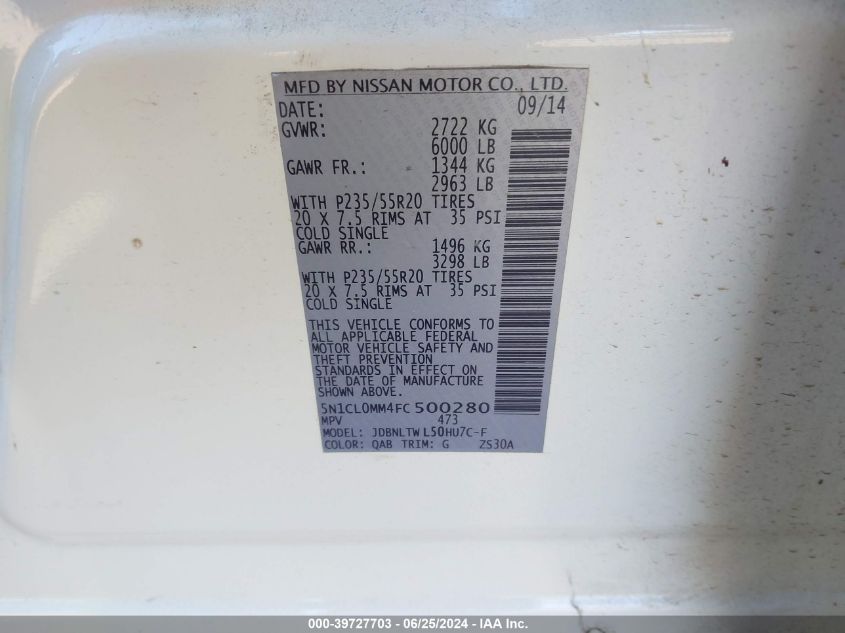 MFD BY NISSAN MOTOR CO., LTD.
DATE: 09/14
GVWR: 2722 KG
6000 LB
GAWR FR.: 1344 KG
2963 LB
WITH P235/55R20 TIRES
20 X 7.5 RIMS AT 35 PSI
COLD SINGLE
GAWR RR.: 1496 KG
3298 LB
WITH P235/55R20 TIRES
20 X 7.5 RIMS AT 35 PSI
COLD SINGLE
THIS VEHICLE CONFORMS TO
ALL APPLICABLE FEDERAL
MOTOR VEHICLE SAFETY AND
THEFT PREVENTION
STANDARDS IN EFFECT ON
THE DATE OF MANUFACTURE
SHOWN ABOVE.
5N1CL0MM4FC500280
MPV 473
MODEL: JDBNLTWL50HU7C-F
COLOR: QAB TRIM: G ZS30A
000-39727703 - 06/25/2024 - IAA Inc.